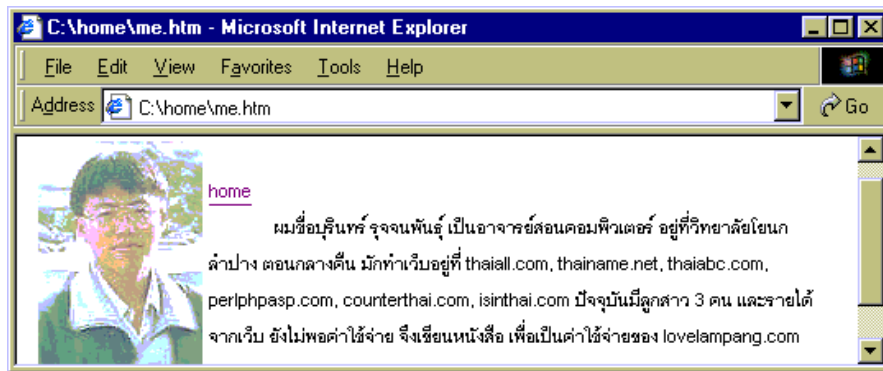 C:\home\me.htm - Microsoft Internet Explorer
File Edit View Favorites Tools Help
Address C:\home\me.htm Go
home
ผมชื่อบุรินทร์ รุจจนพันธุ์ เป็นอาจารย์สอนคอมพิวเตอร์ อยู่ที่วิทยาลัยโยนก
ลำปาง ตอนกลางคืน มักทำเว็บอยู่ที่ thaiall.com, thainame.net, thaiabc.com,
perlphpasp.com, counterthai.com, isinthai.com ปัจจุบันมีลูกสาว 3 คน และรายได้
จากเว็บ ยังไม่พอค่าใช้จ่าย จึงเขียนหนังสือ เพื่อเป็นค่าใช้จ่ายของ lovelampang.com